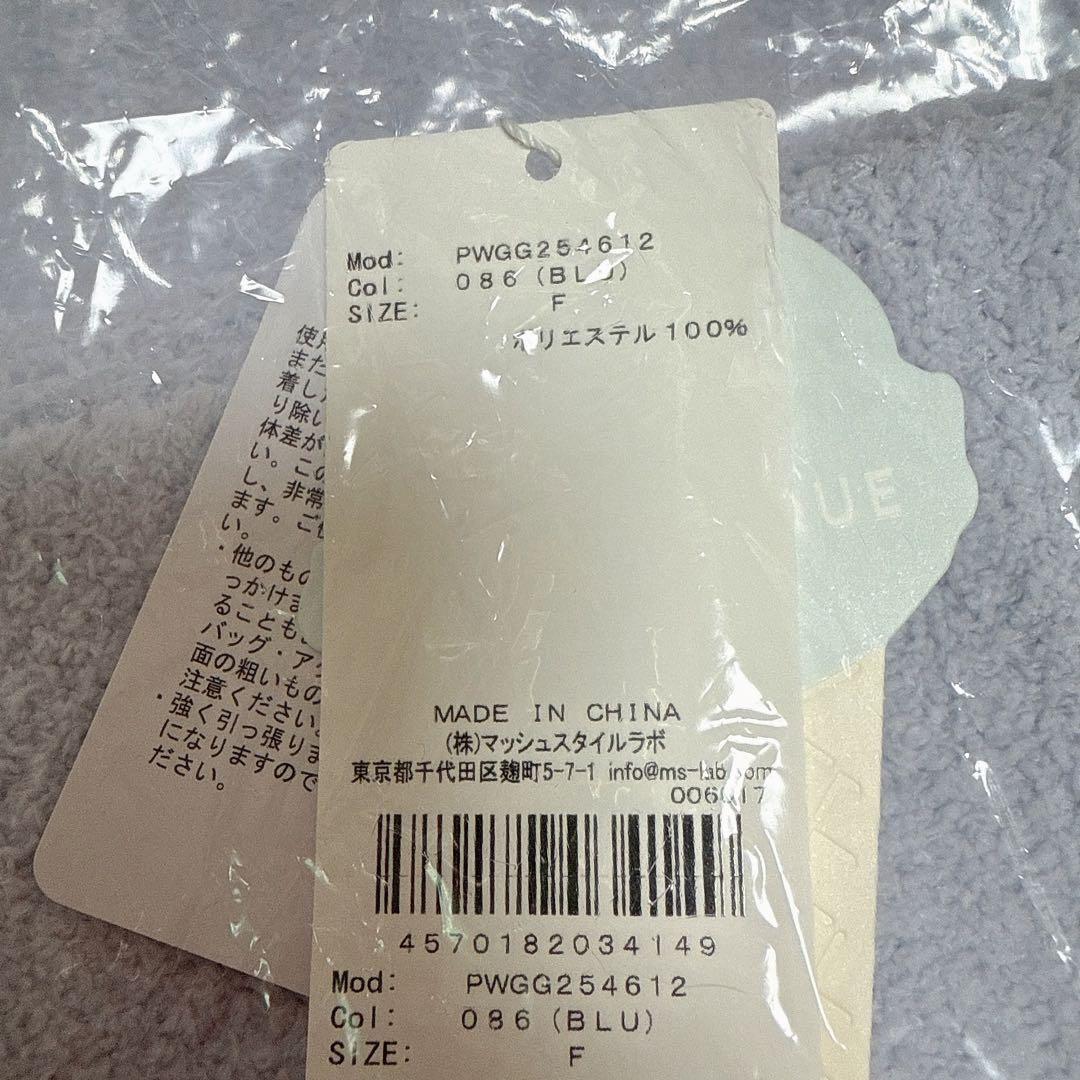 Mod: PWGG254612
Col: 086 (BLU)
SIZE: F
ポリエステル 100%
MADE IN CHINA
(株)マッシュスタイルラボ
東京都千代田区麹町5-7-1 info@ms-lab.com
006017
4570182034149
Mod: PWGG254612
Col: 086 (BLU)
SIZE: F
使用
また
着し
り除い
体差が
い。この
し、非常
ます。ご使
い。
・他のもの
っかけま
ることも
バッグ・アク
面の粗いもの
注意ください。
・強く引っ張りま
になりますので
ださい。
UE